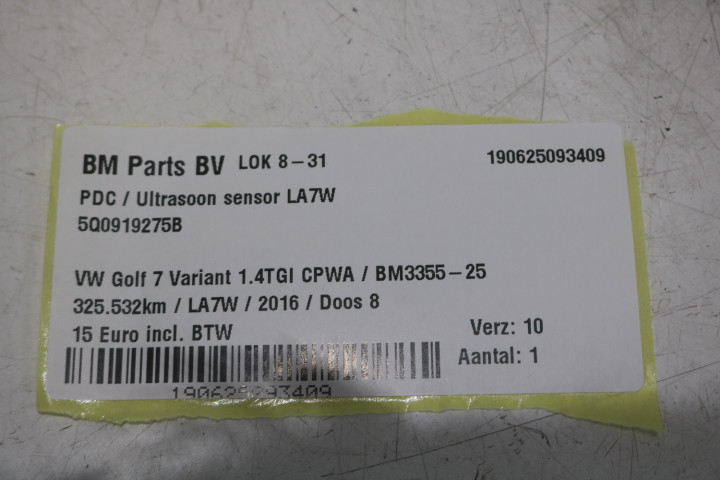 BM Parts BV LOK 8-31 190625093409
PDC / Ultrasoon sensor LA7W
5Q0919275B
VW Golf 7 Variant 1.4TGI CPWA / BM3355-25
325.532km / LA7W / 2016 / Doos 8
15 Euro incl. BTW Verz: 10
Aantal: 1
190625093409